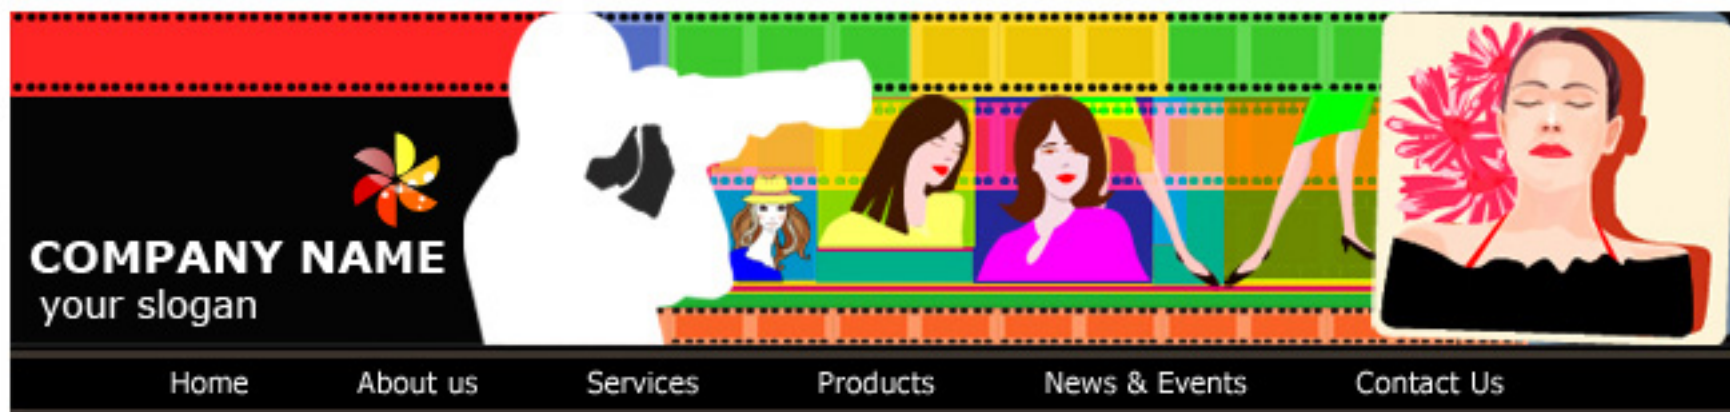 COMPANY NAME
your slogan
Home About us Services Products News & Events Contact Us